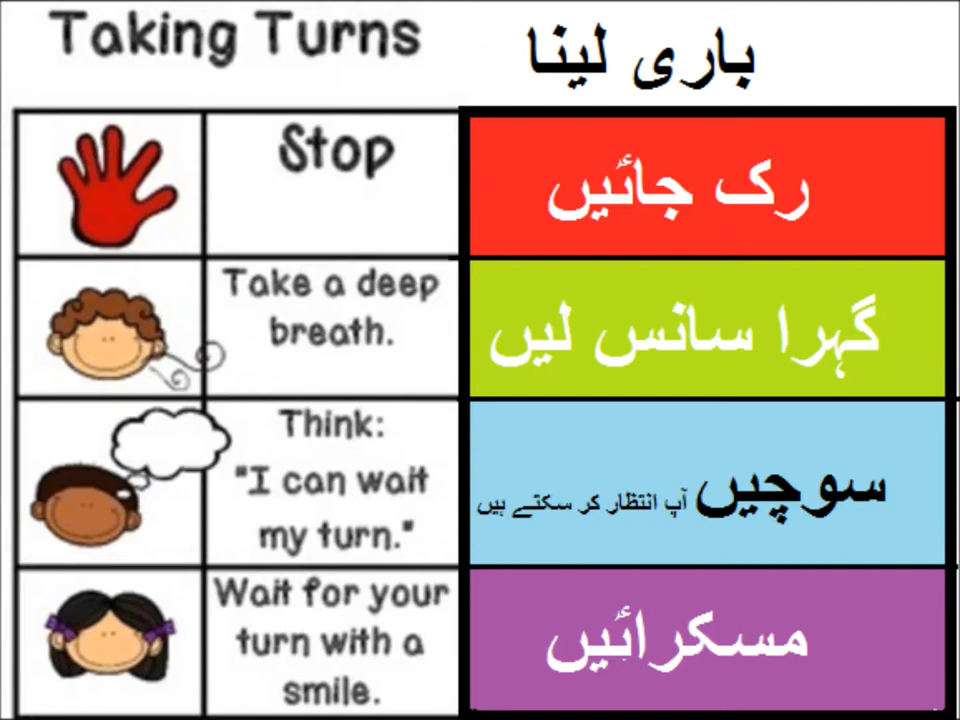 Taking Turns
باری لینا
Stop
رک جائیں
Take a deep
breath.
گہرا سانس لیں
Think:
"I can wait
my turn."
سوچیں آپ انتظار کر سکتے ہیں
Wait for your
turn with a
smile.
مسکرائیں